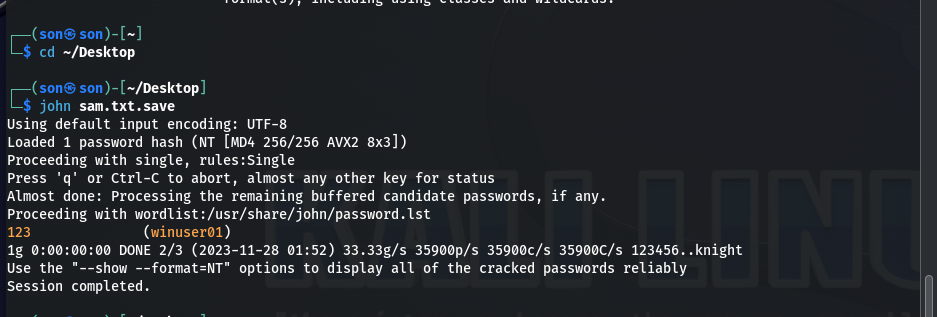 format(s), including using classes and wildcards.
┌──(son㉿son)-[~]
└─$ cd ~/Desktop
┌──(son㉿son)-[~/Desktop]
└─$ john sam.txt.save
Using default input encoding: UTF-8
Loaded 1 password hash (NT [MD4 256/256 AVX2 8x3])
Proceeding with single, rules:Single
Press 'q' or Ctrl-C to abort, almost any other key for status
Almost done: Processing the remaining buffered candidate passwords, if any.
Proceeding with wordlist:/usr/share/john/password.lst
123              (winuser01)
1g 0:00:00:00 DONE 2/3 (2023-11-28 01:52) 33.33g/s 35900p/s 35900c/s 35900C/s 123456..knight
Use the "--show --format=NT" options to display all of the cracked passwords reliably
Session completed.
KALI LINU